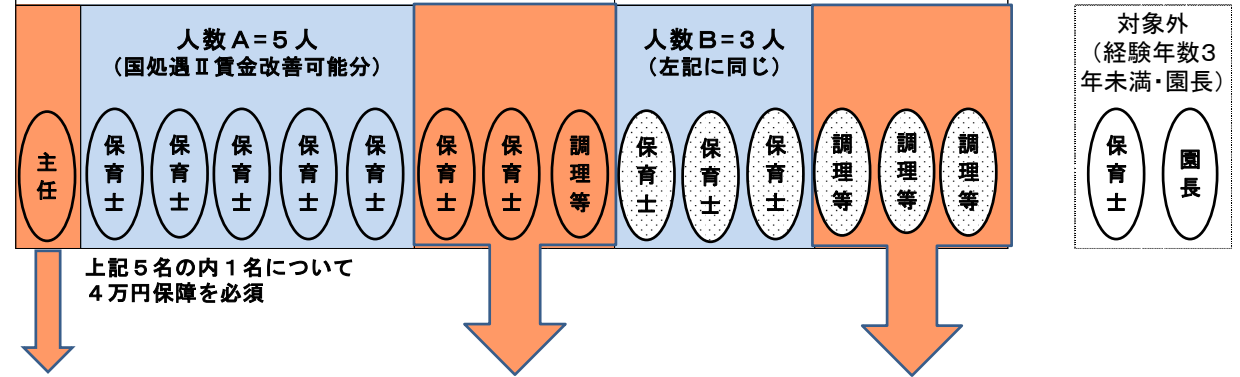 人数Ａ=５人
（国処遇Ⅱ賃金改善可能分）
人数Ｂ=３人
（左記に同じ）
対象外
（経験年数3
年未満・園長）
主任
保育士
保育士
保育士
保育士
保育士
保育士
保育士
調理等
保育士
保育士
保育士
調理等
調理等
調理等
保育士
園長
上記５名の内１名について
４万円保障を必須